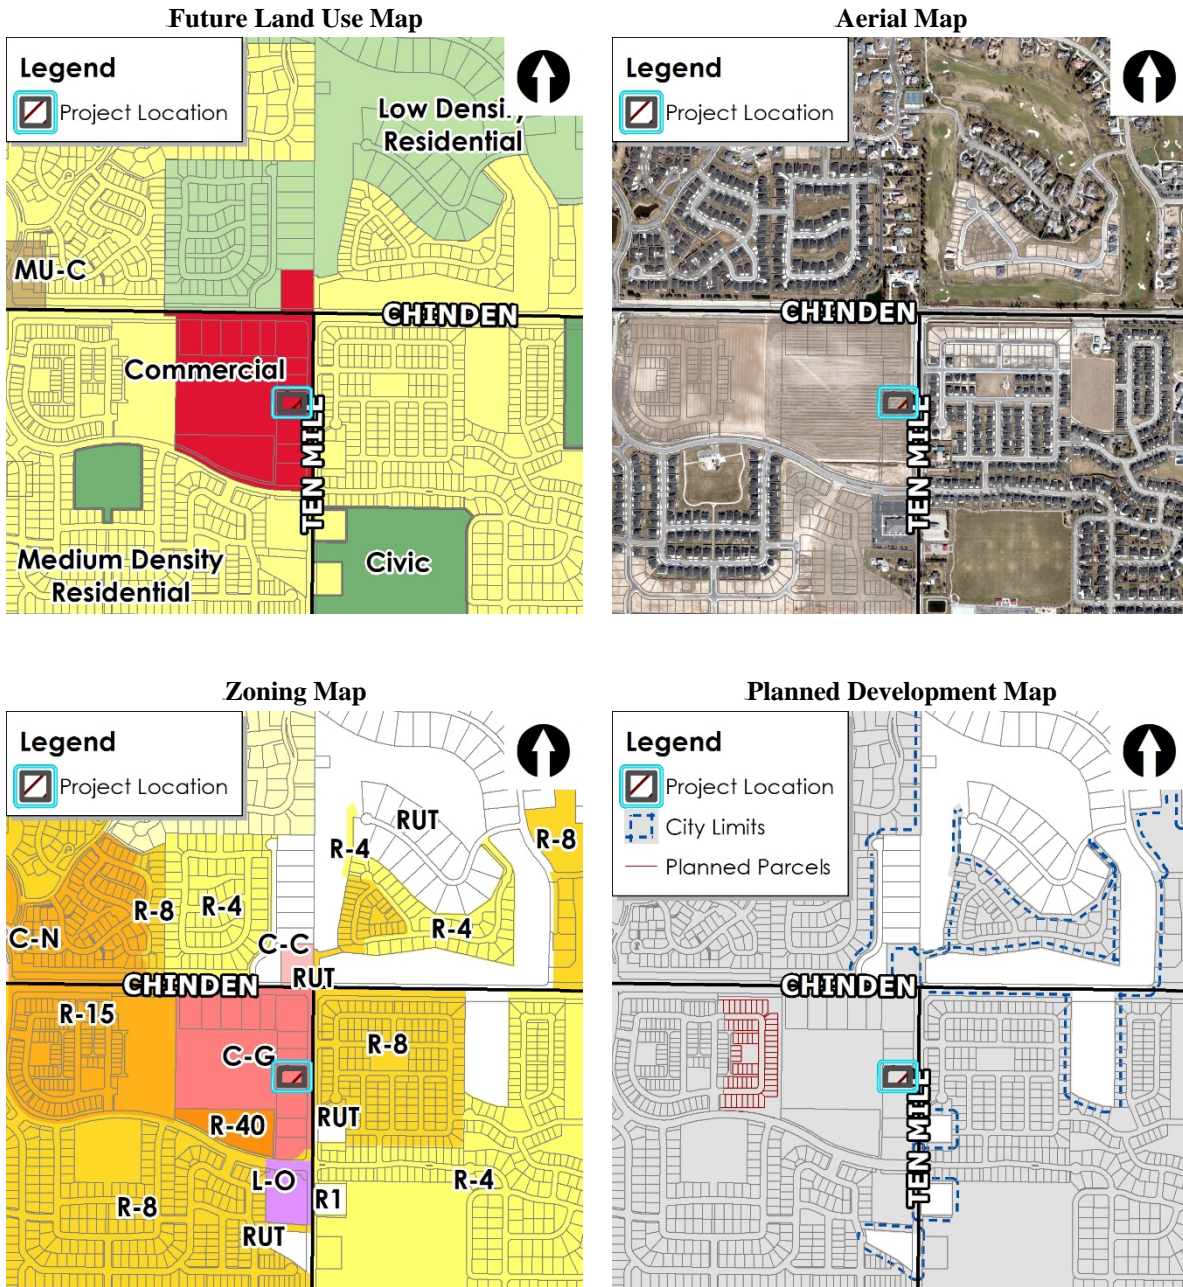 Future Land Use Map
Legend
Project Location
Low Density
Residential
MU-C
CHINDEN
Commercial
TEN MILE
Medium Density
Residential
Civic
Aerial Map
Legend
Project Location
CHINDEN
TEN MILE
Zoning Map
Legend
Project Location
RUT
R-4
R-8
R-8
R-4
R-4
C-N
C-C
RUT
CHINDEN
R-15
R-8
C-G
RUT
R-40
L-O
R-4
R1
R-8
RUT
Planned Development Map
Legend
Project Location
City Limits
Planned Parcels
CHINDEN
TEN MILE